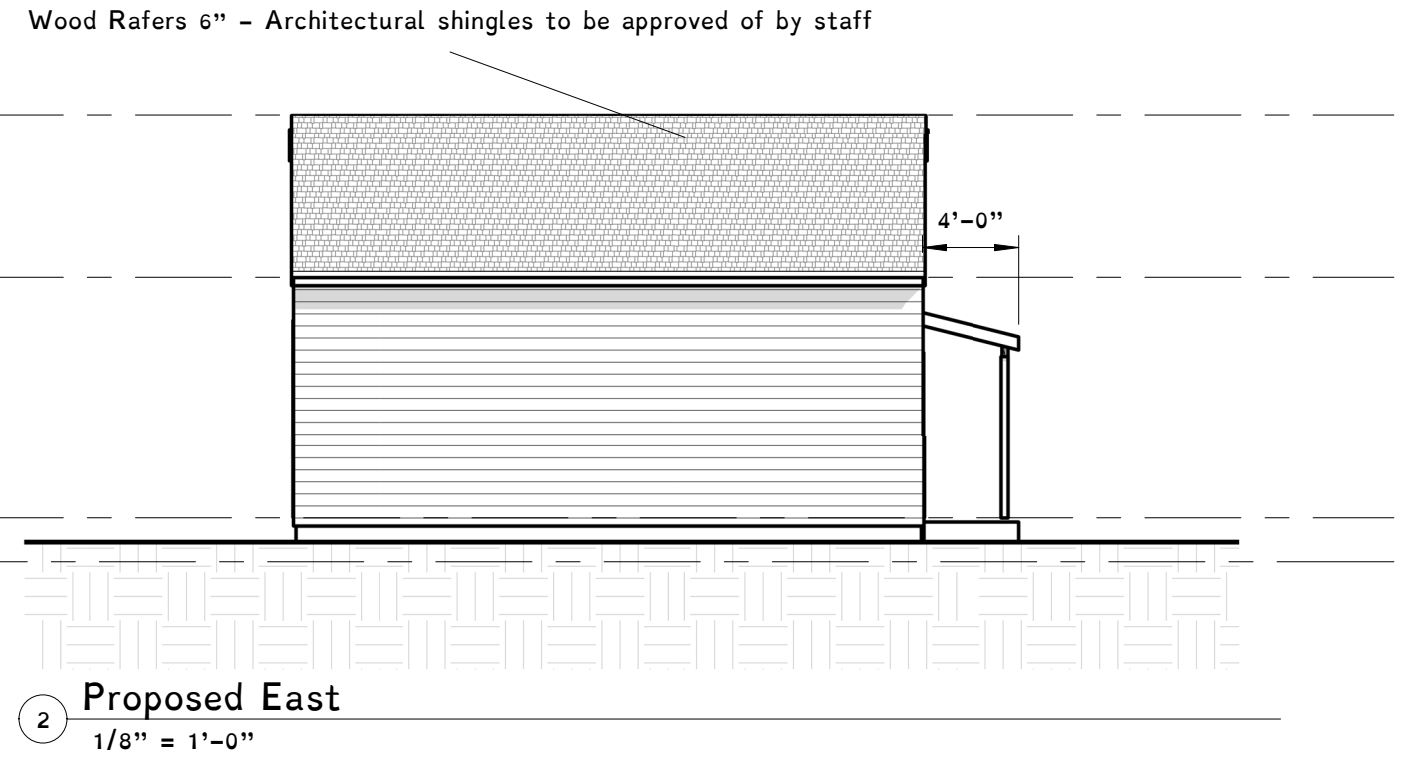 Wood Rafers 6” – Architectural shingles to be approved of by staff
4’–0”
2
Proposed East
1/8” = 1’–0”